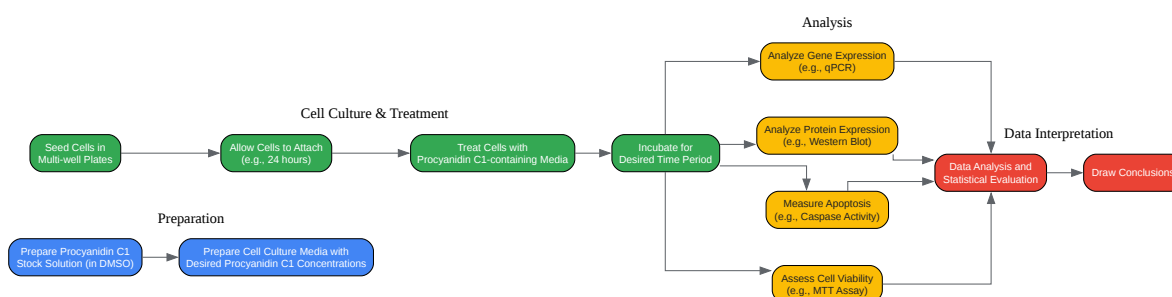 Analysis
Analyze Gene Expression
(e.g., qPCR)
Cell Culture & Treatment
Seed Cells in
Multi-well Plates
Allow Cells to Attach
(e.g., 24 hours)
Treat Cells with
Procyanidin C1-containing Media
Incubate for
Desired Time Period
Analyze Protein Expression
(e.g., Western Blot)
Data Interpretation
Data Analysis and
Statistical Evaluation
Draw Conclusions
Measure Apoptosis
(e.g., Caspase Activity)
Preparation
Prepare Procyanidin C1
Stock Solution (in DMSO)
Prepare Cell Culture Media with
Desired Procyanidin C1 Concentrations
Assess Cell Viability
(e.g., MTT Assay)